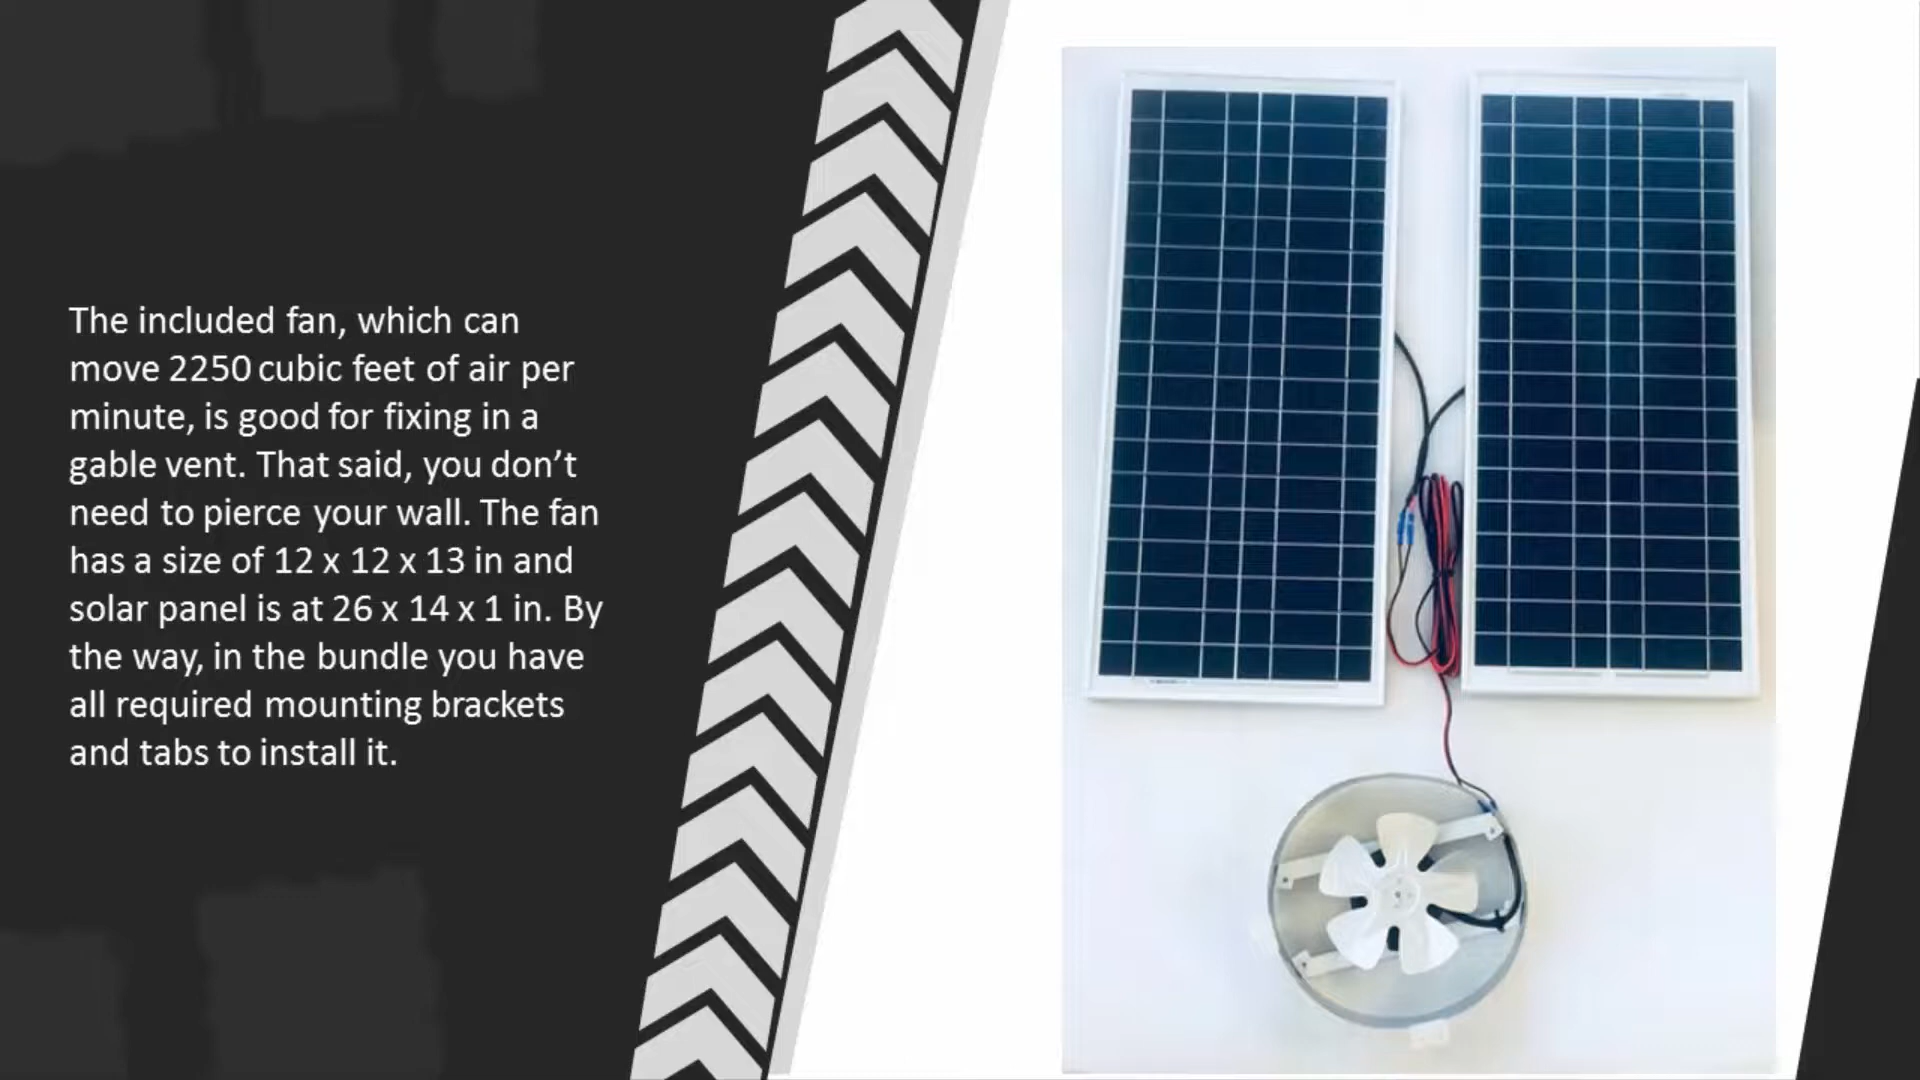 The included fan, which can
move 2250 cubic feet of air per
minute, is good for fixing in a
gable vent. That said, you don’t
need to pierce your wall. The fan
has a size of 12 x 12 x 13 in and
solar panel is at 26 x 14 x 1 in. By
the way, in the bundle you have
all required mounting brackets
and tabs to install it.